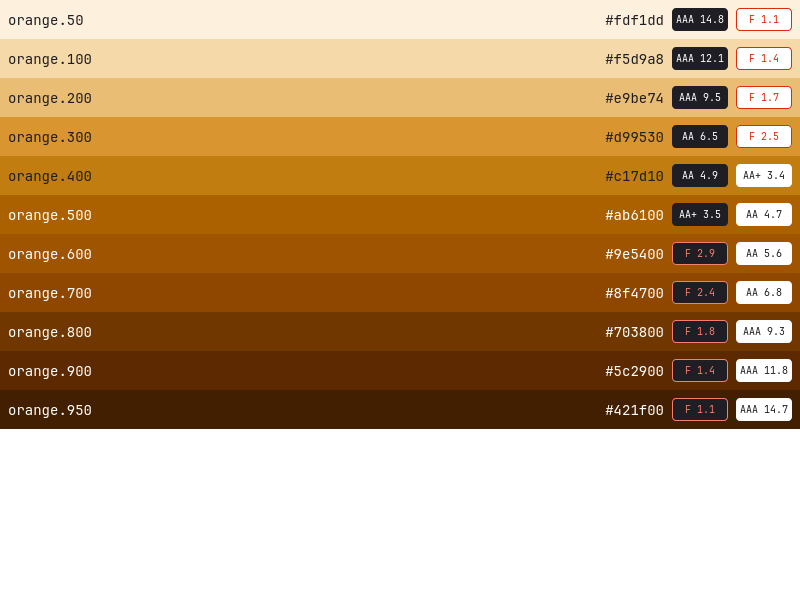 orange.50 #fdf1dd AAA 14.8 F 1.1
orange.100 #f5d9a8 AAA 12.1 F 1.4
orange.200 #e9be74 AAA 9.5 F 1.7
orange.300 #d99530 AA 6.5 F 2.5
orange.400 #c17d10 AA 4.9 AA+ 3.4
orange.500 #ab6100 AA+ 3.5 AA 4.7
orange.600 #9e5400 F 2.9 AA 5.6
orange.700 #8f4700 F 2.4 AA 6.8
orange.800 #703800 F 1.8 AAA 9.3
orange.900 #5c2900 F 1.4 AAA 11.8
orange.950 #421f00 F 1.1 AAA 14.7